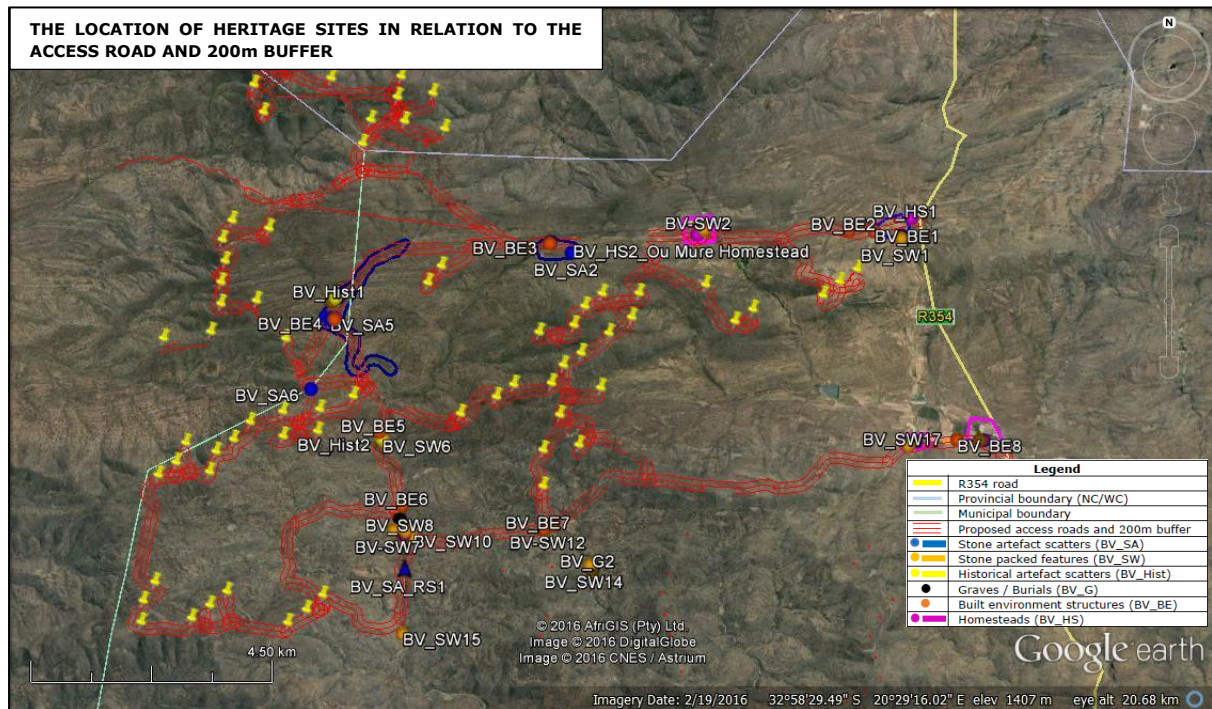 THE LOCATION OF HERITAGE SITES IN RELATION TO THE
ACCESS ROAD AND 200m BUFFER
N
BV_HS1
BV-SW2
BV_BE2
BV_BE1
BV_BE3
BV_HS2_Ou Mure Homestead
BV_SW1
BV_SA2
BV_Hist1
R354
BV_BE4
BV_SA5
BV_SA6
BV_BE5
BV_Hist2
BV_SW6
BV_SW17
BV_BE8
BV_BE6
BV_SW8
BV-SW7
BV_SW10
BV_BE7
BV-SW12
BV_G2
BV_SW14
BV_SA_RS1
BV_SW15
Legend
R354 road
Provincial boundary (NC/WC)
Municipal boundary
Proposed access roads and 200m buffer
Stone artefact scatters (BV_SA)
Stone packed features (BV_SW)
Historical artefact scatters (BV_Hist)
Graves / Burials (BV_G)
Built environment structures (BV_BE)
Homesteads (BV_HS)
4.50 km
© 2016 AfriGIS (Pty) Ltd.
Image © 2016 DigitalGlobe
Image © 2016 CNES / Astrium
Google earth
Imagery Date: 2/19/2016 32°58'29.49" S 20°29'16.02" E elev 1407 m eye alt 20.68 km